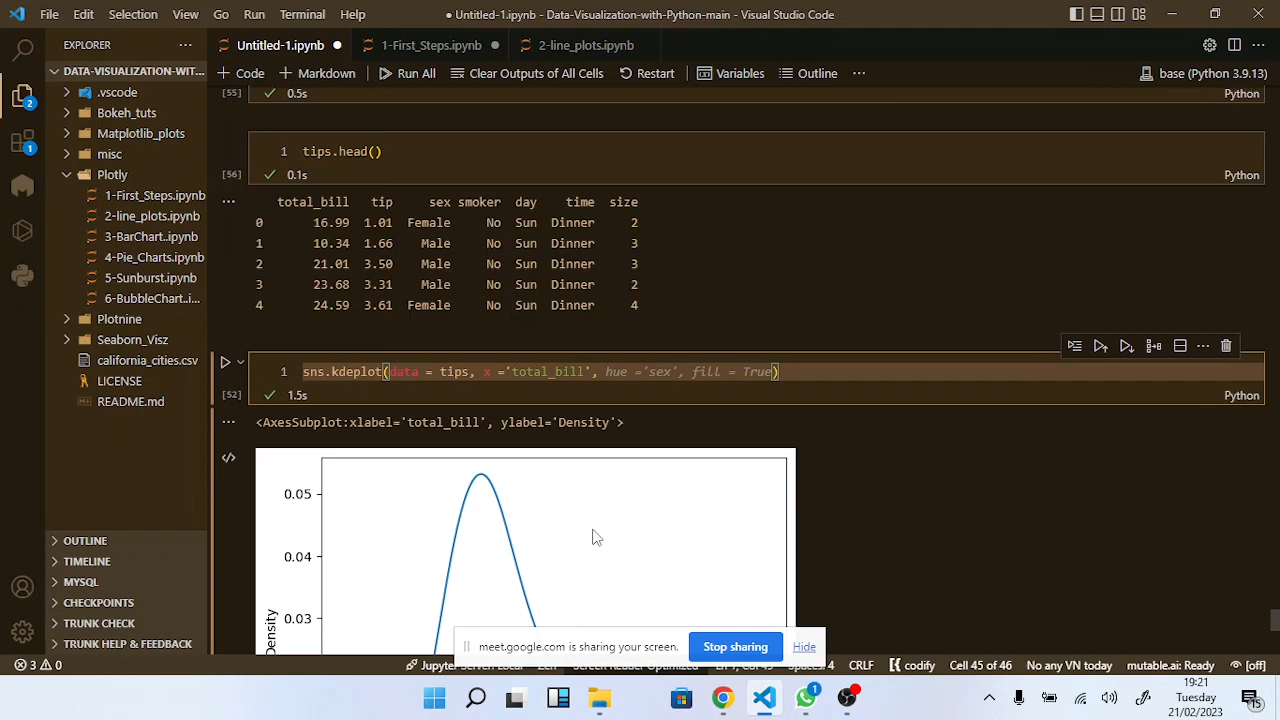 File Edit Selection View Go Run Terminal Help
● Untitled-1.ipynb - Data-Visualization-with-Python-main - Visual Studio Code
EXPLORER
Untitled-1.ipynb
1-First_Steps.ipynb
2-line_plots.ipynb
DATA-VISUALIZATION-WIT...
Code
Markdown
Run All
Clear Outputs of All Cells
Restart
Variables
Outline
base (Python 3.9.13)
.vscode
Bokeh_tuts
Matplotlib_plots
misc
Plotly
1-First_Steps.ipynb
2-line_plots.ipynb
3-BarChart..ipynb
4-Pie_Charts.ipynb
5-Sunburst.ipynb
6-BubbleChart..i...
Plotnine
Seaborn_Visz
california_cities.csv
LICENSE
README.md
OUTLINE
TIMELINE
MYSQL
CHECKPOINTS
TRUNK CHECK
TRUNK HELP & FEEDBACK
2
1
[55] 0.5s Python
1 tips.head()
[56] 0.1s Python
total_bill tip sex smoker day time size
0 16.99 1.01 Female No Sun Dinner 2
1 10.34 1.66 Male No Sun Dinner 3
2 21.01 3.50 Male No Sun Dinner 3
3 23.68 3.31 Male No Sun Dinner 2
4 24.59 3.61 Female No Sun Dinner 4
1 sns.kdeplot(data = tips, x ='total_bill', hue ='sex', fill = True)
[52] 1.5s Python
<AxesSubplot:xlabel='total_bill', ylabel='Density'>
0.05
0.04
0.03
Density
meet.google.com is sharing your screen.
Stop sharing
Hide
3 0
Jupyter Server: local
Screen Reader Optimized
CRLF
codify
Cell 45 of 46
No any VN today
mutable.ai: Ready
[off]
1
19:21
Tuesday
21/02/2023
15